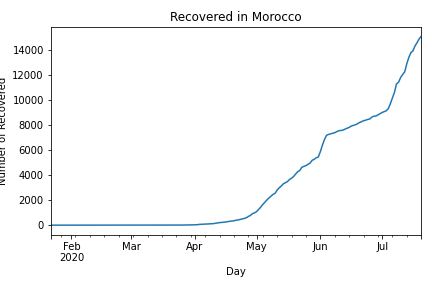 Recovered in Morocco
Number of Recovered
14000
12000
10000
8000
6000
4000
2000
0
Feb
2020
Mar
Apr
May
Jun
Jul
Day